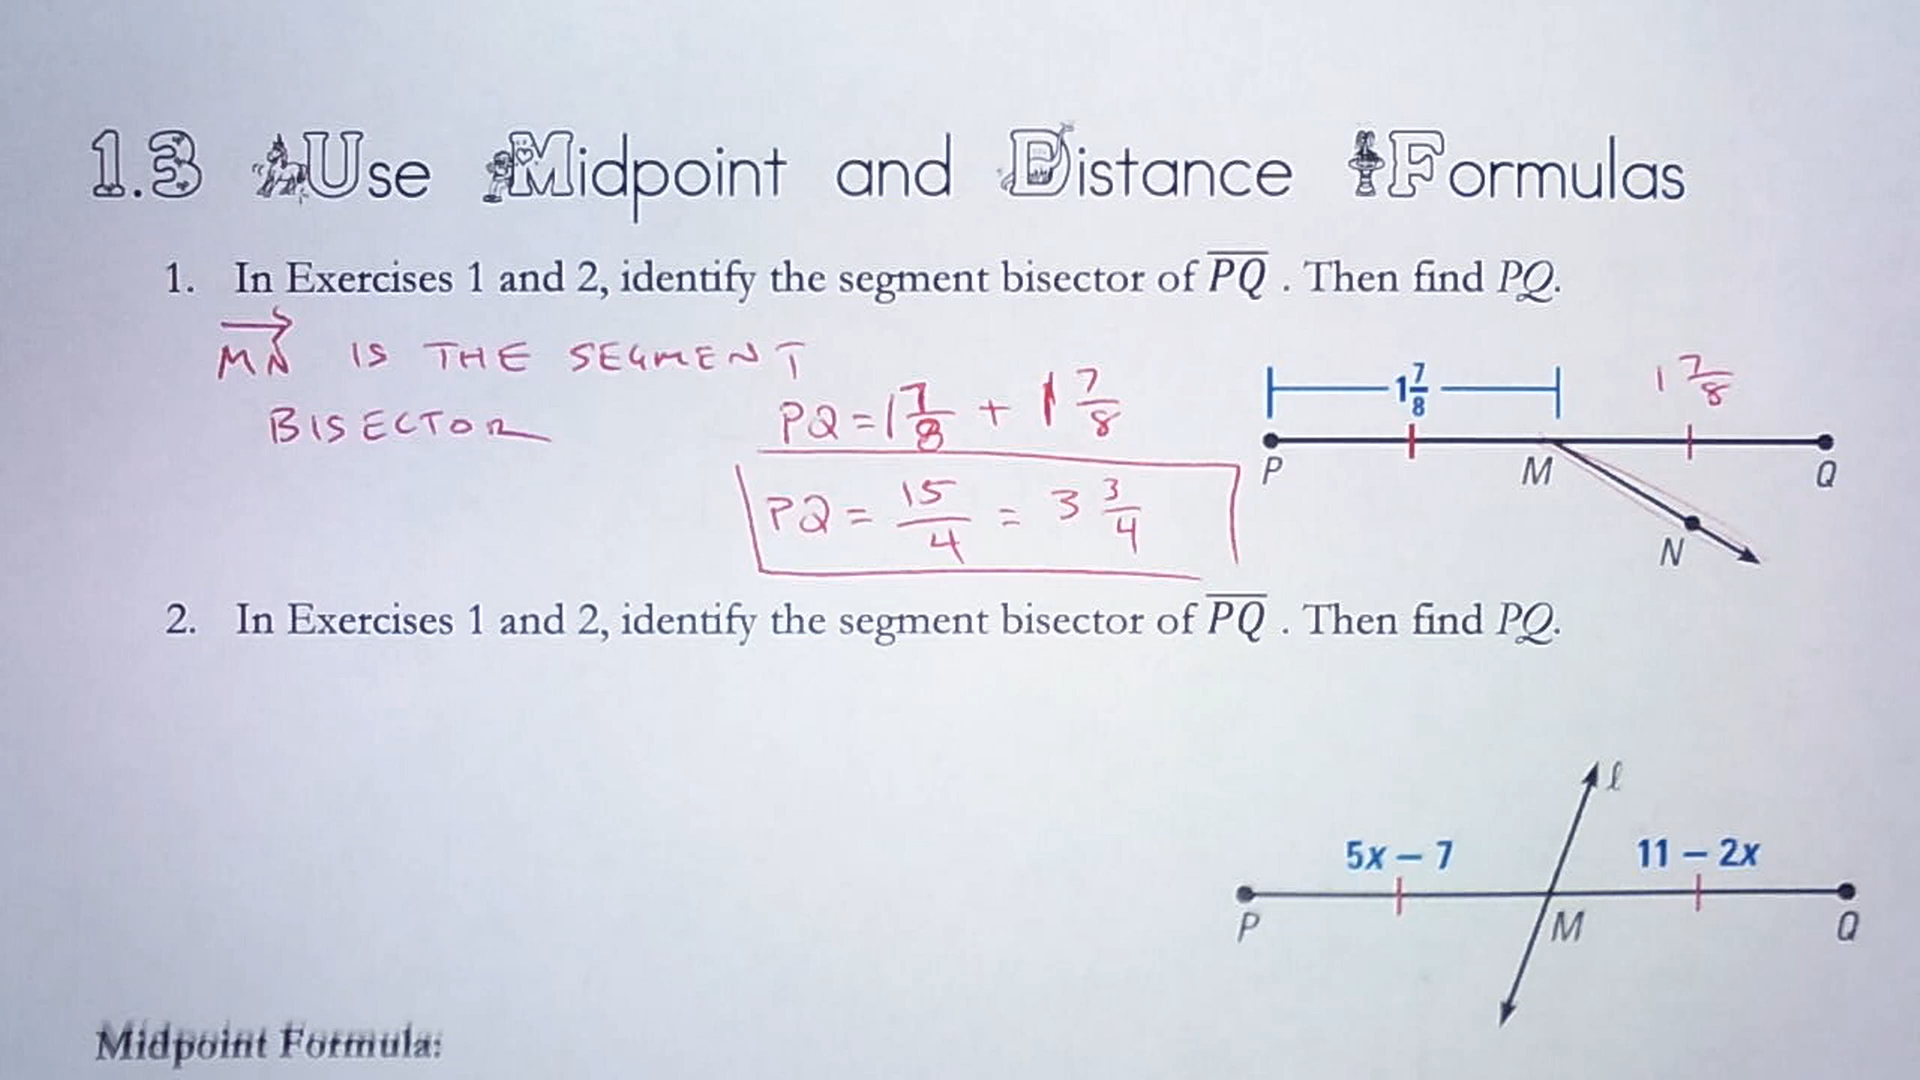 1.3 Use Midpoint and Distance Formulas
1. In Exercises 1 and 2, identify the segment bisector of PQ . Then find PQ.
MN IS THE SEGMENT
BISECTOR
PQ = 1 7/8 + 1 7/8
PQ = 15/4 = 3 3/4
1 7/8
1 7/8
P
M
Q
N
2. In Exercises 1 and 2, identify the segment bisector of PQ . Then find PQ.
ℓ
5x – 7
11 – 2x
P
M
Q
Midpoint Formula: